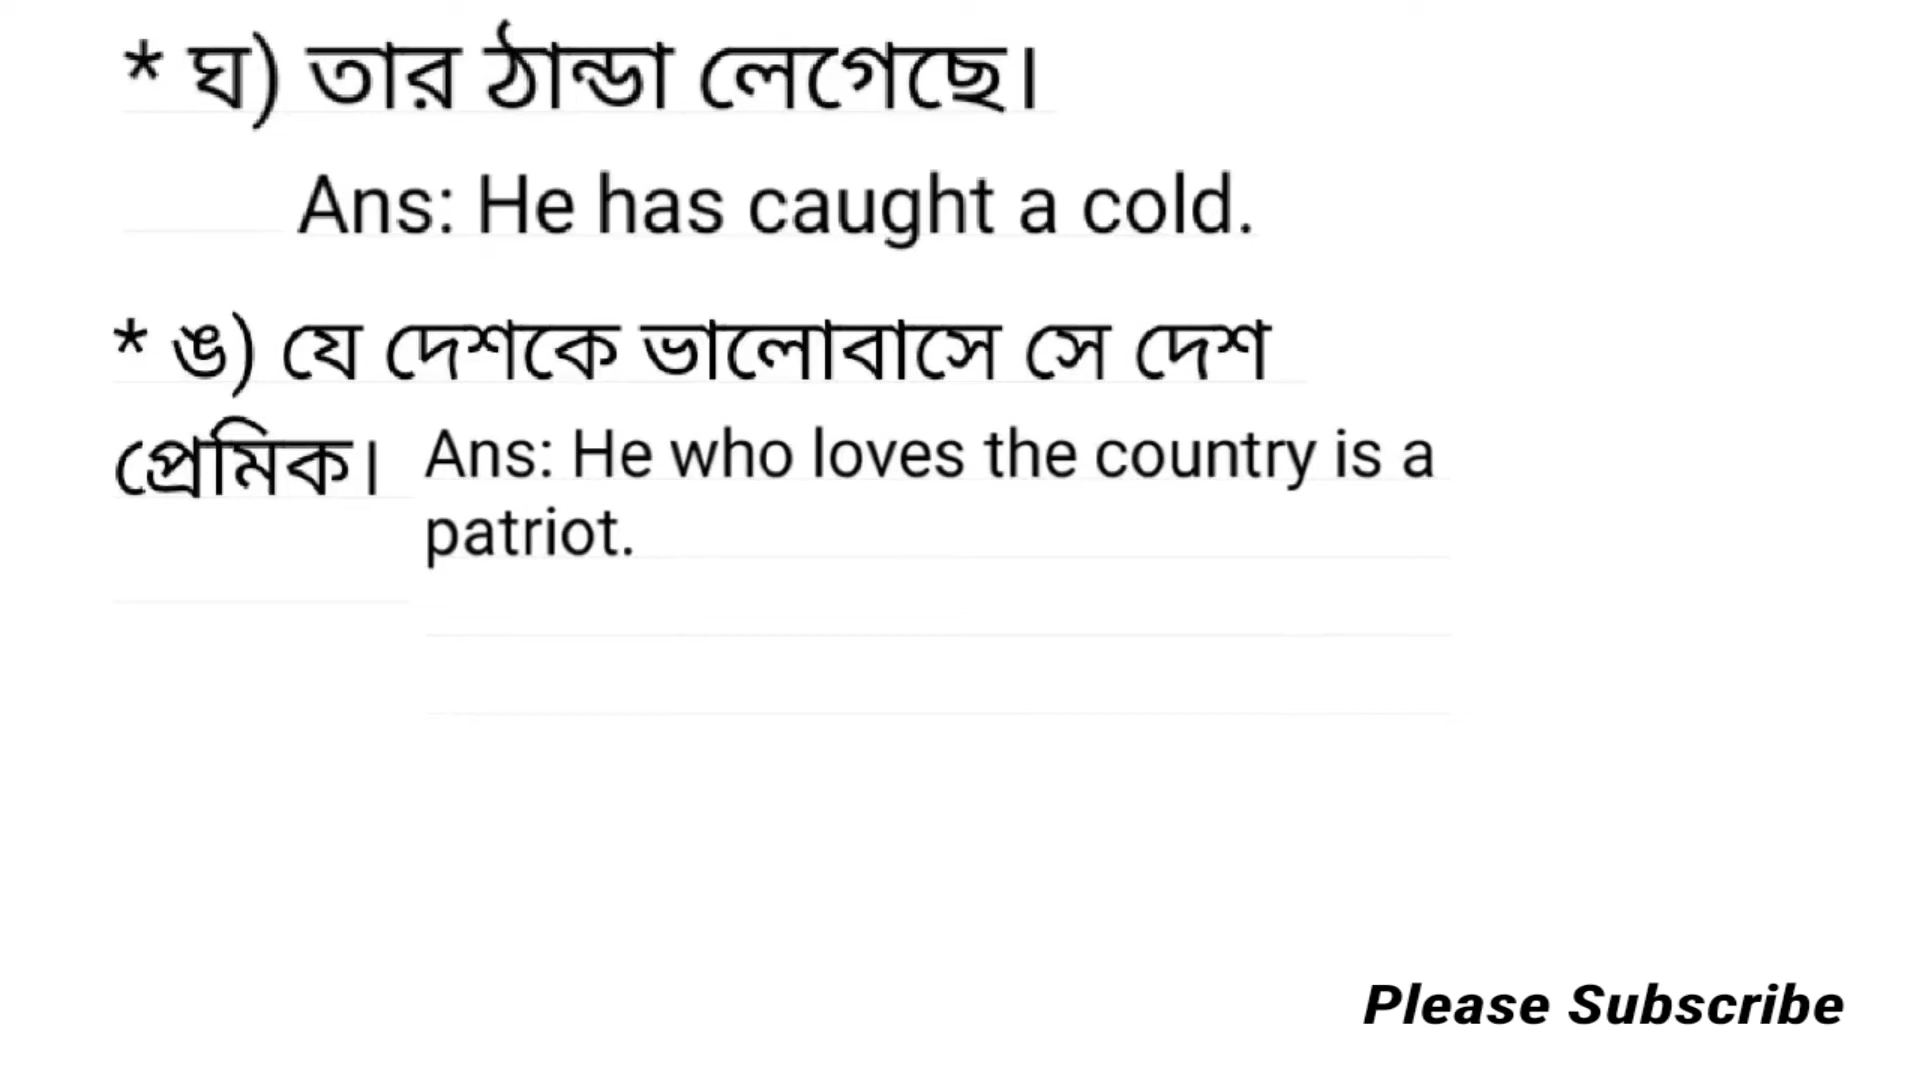 * ঘ) তার ঠান্ডা লেগেছে।
Ans: He has caught a cold.
* ঙ) যে দেশকে ভালোবাসে সে দেশ
প্রেমিক। Ans: He who loves the country is a
patriot.
Please Subscribe